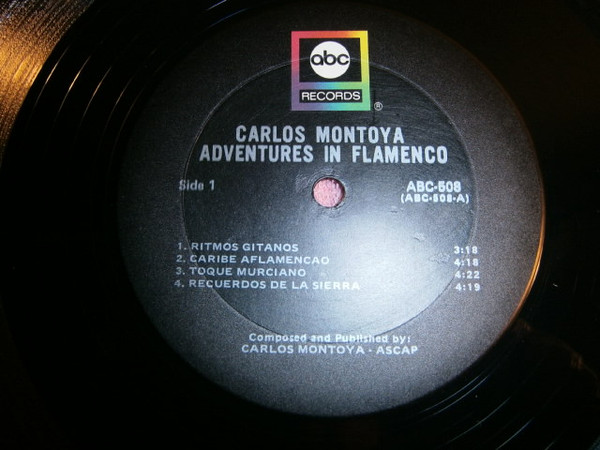 abc
RECORDS
®
CARLOS MONTOYA
ADVENTURES IN FLAMENCO
Side 1
ABC-508
(ABC-508-A)
1. RITMOS GITANOS 3:18
2. CARIBE AFLAMENCAO 4:18
3. TOQUE MURCIANO 4:22
4. RECUERDOS DE LA SIERRA 4:19
Composed and Published by:
CARLOS MONTOYA - ASCAP